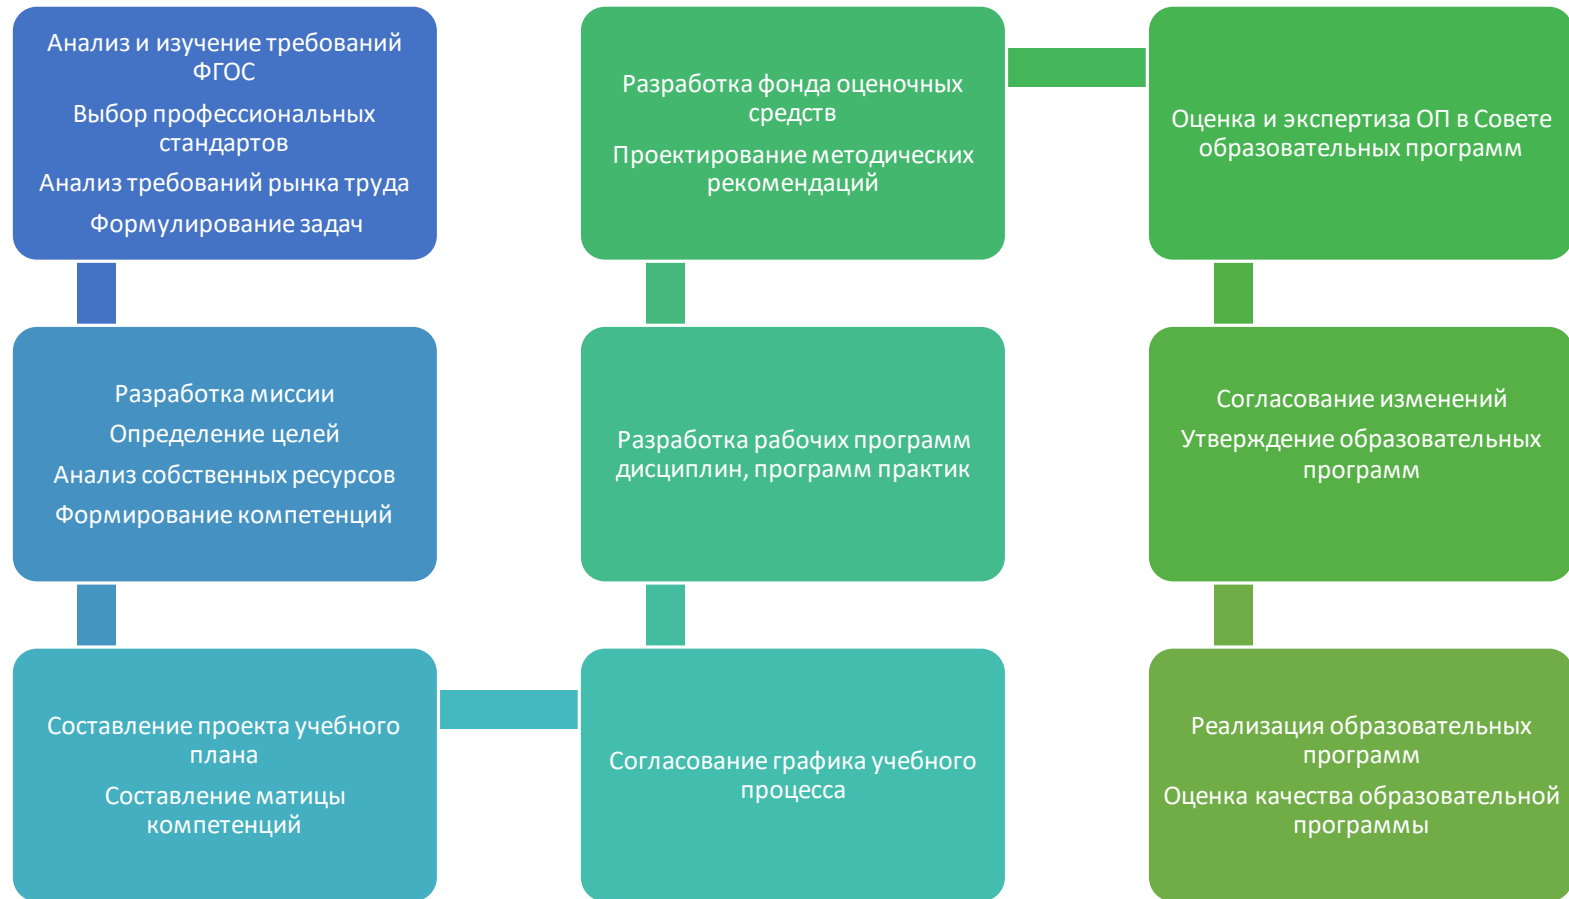 Анализ и изучение требований
ФГОС
Выбор профессиональных
стандартов
Анализ требований рынка труда
Формулирование задач
Разработка миссии
Определение целей
Анализ собственных ресурсов
Формирование компетенций
Составление проекта учебного
плана
Составление матицы
компетенций
Согласование графика учебного
процесса
Разработка рабочих программ
дисциплин, программ практик
Разработка фонда оценочных
средств
Проектирование методических
рекомендаций
Оценка и экспертиза ОП в Совете
образовательных программ
Согласование изменений
Утверждение образовательных
программ
Реализация образовательных
программ
Оценка качества образовательной
программы